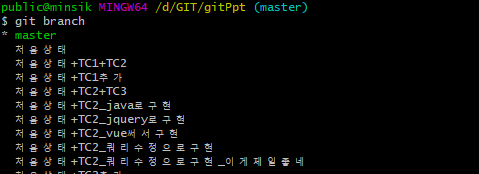 public@minsik MINGW64 /d/GIT/gitPpt (master)
$ git branch
* master
처음상태
처음상태+TC1+TC2
처음상태+TC1추가
처음상태+TC2+TC3
처음상태+TC2_java로구현
처음상태+TC2_jquery로구현
처음상태+TC2_vue써서구현
처음상태+TC2_쿼리수정으로구현
처음상태+TC2_쿼리수정으로구현_이게제일좋네